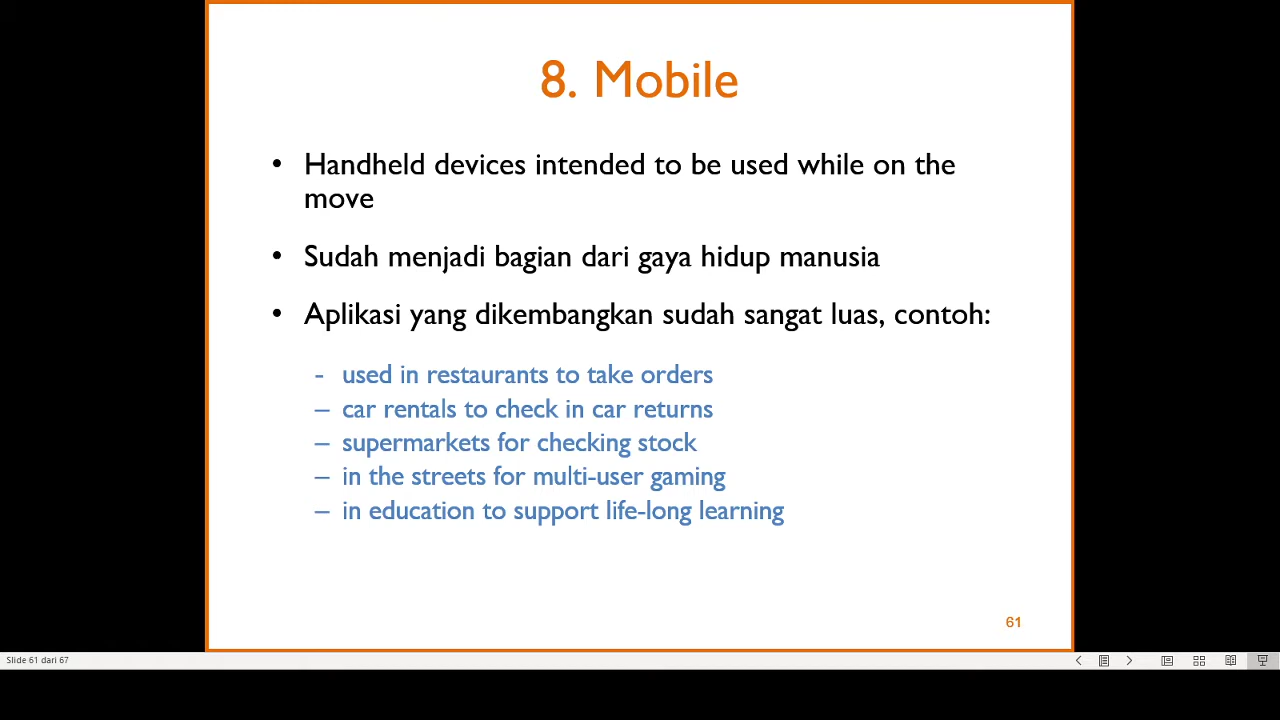 8. Mobile
• Handheld devices intended to be used while on the
move
• Sudah menjadi bagian dari gaya hidup manusia
• Aplikasi yang dikembangkan sudah sangat luas, contoh:
- used in restaurants to take orders
– car rentals to check in car returns
– supermarkets for checking stock
– in the streets for multi-user gaming
– in education to support life-long learning
61
Slide 61 dari 67